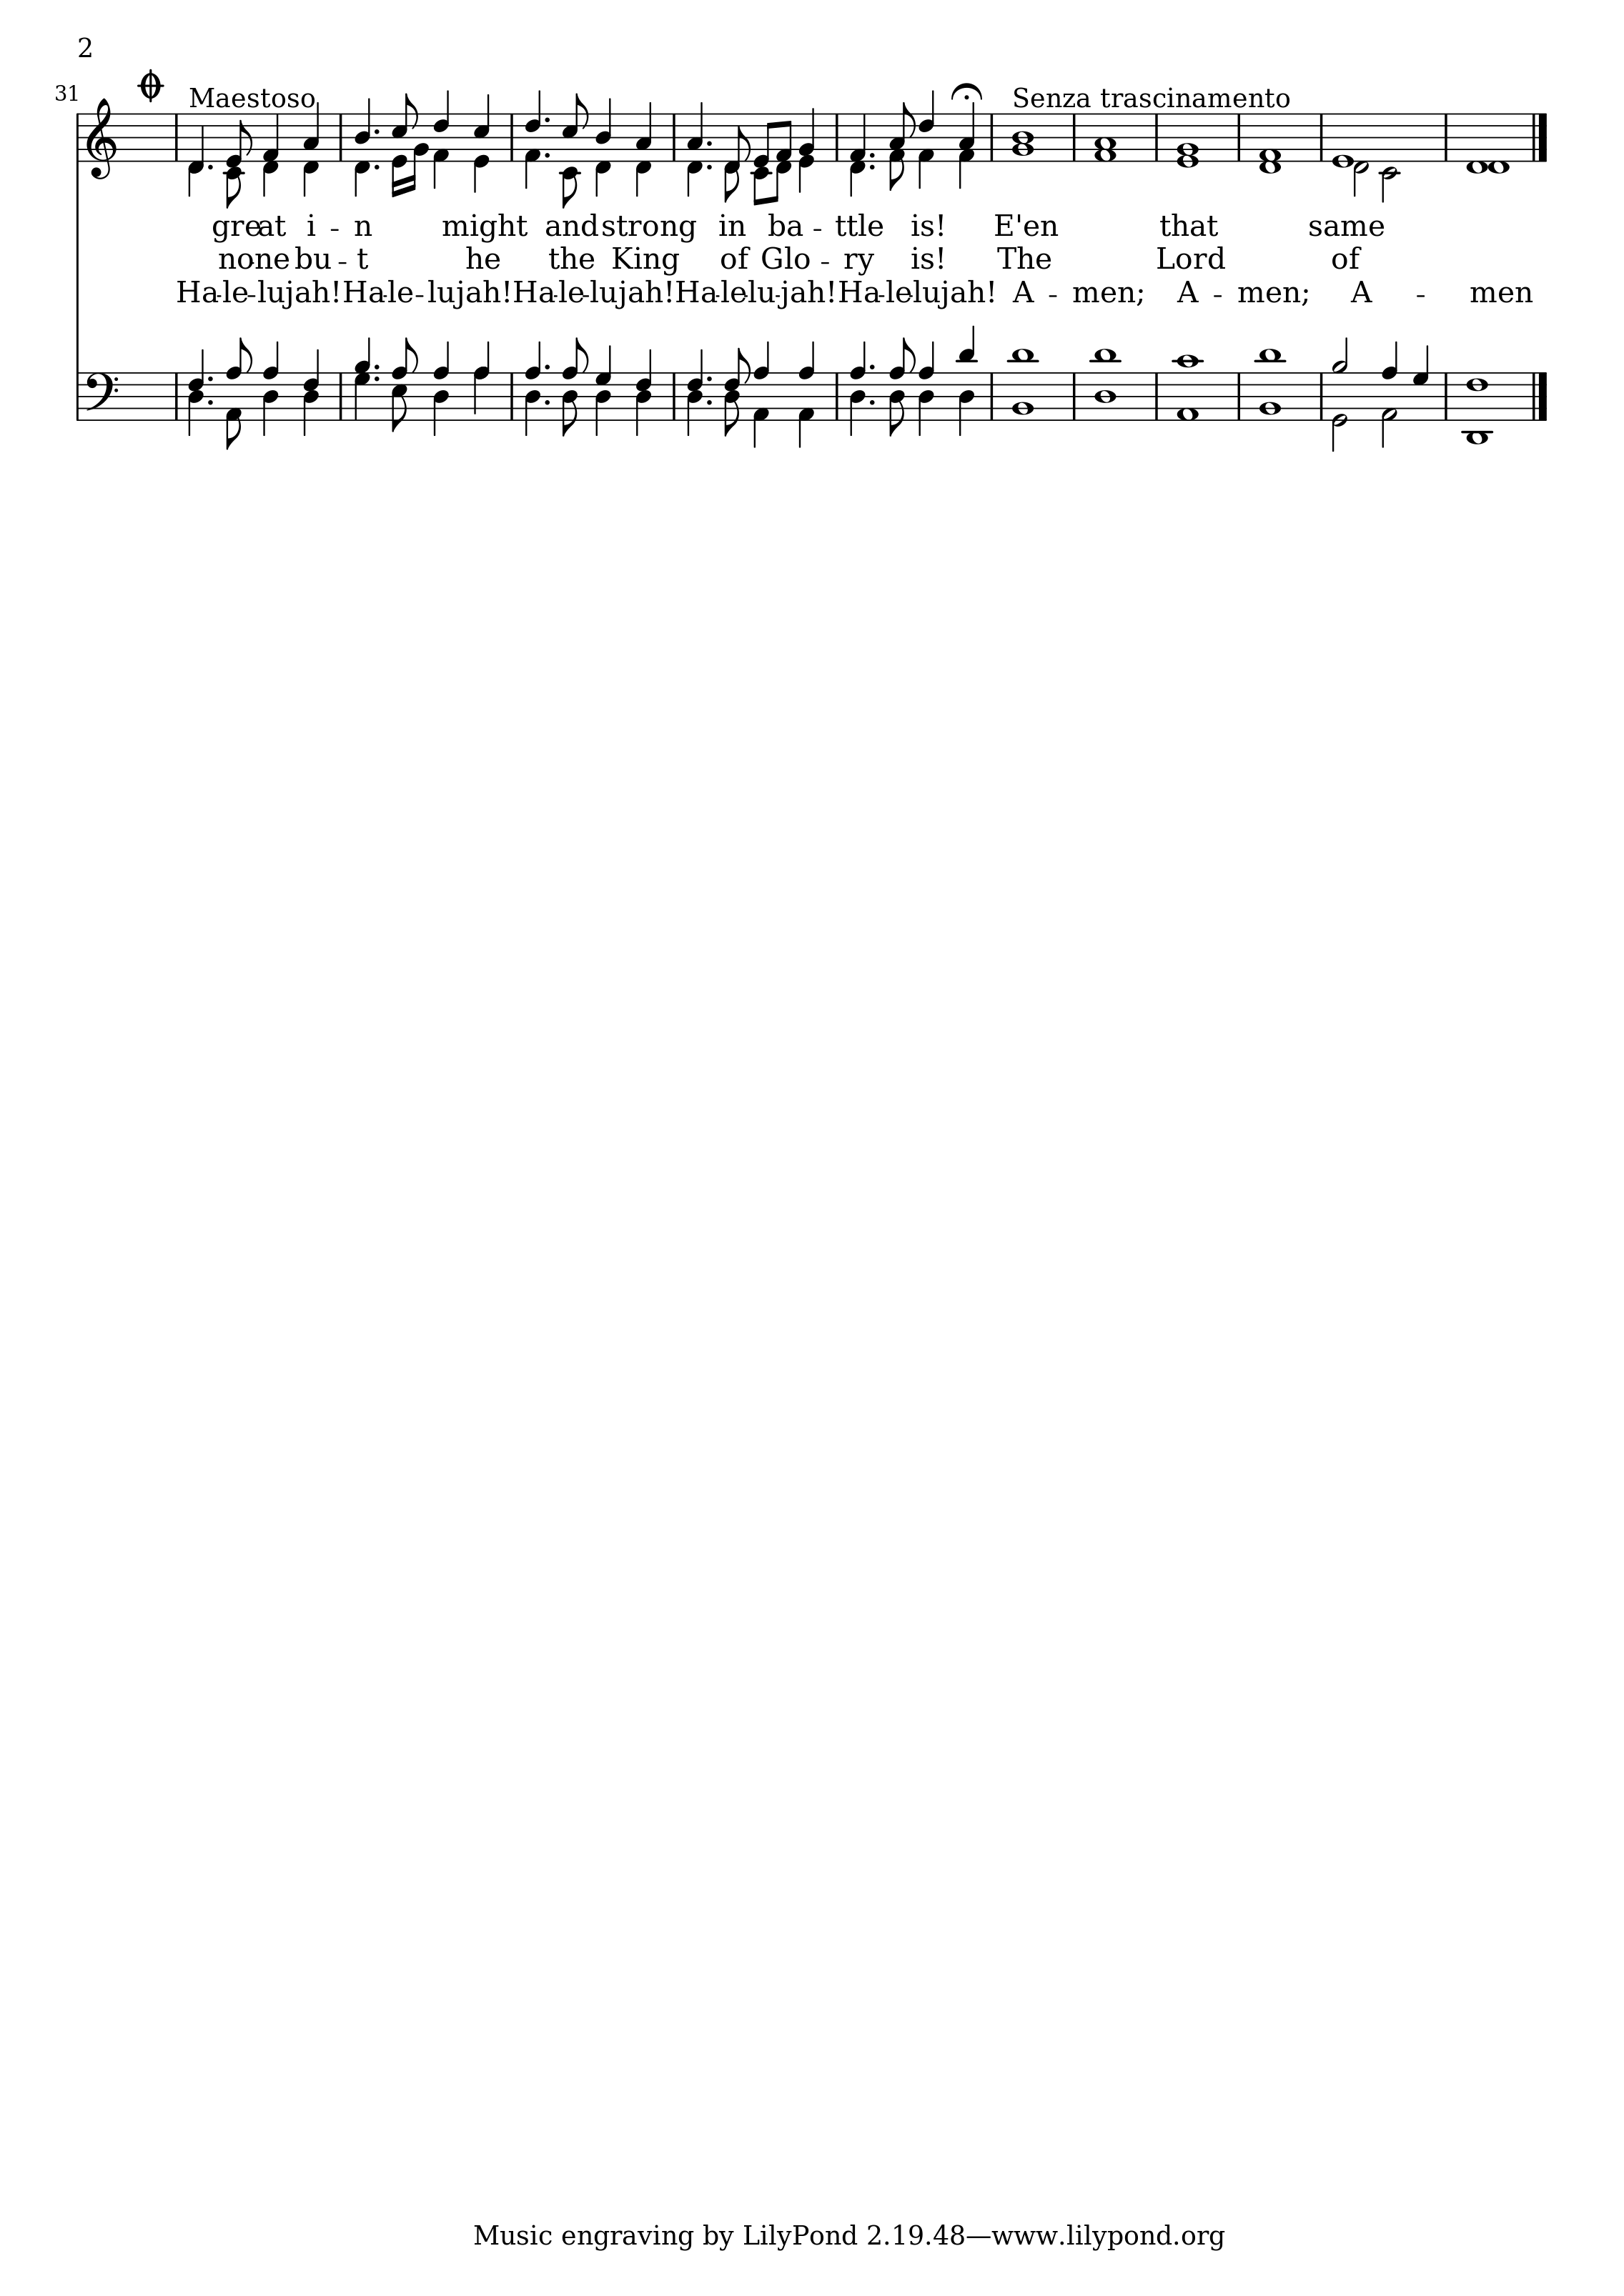 2
31
Maestoso
Senza trascinamento
great i - n might and strong in ba - ttle is! E'en that same
none bu - t he the King of Glo - ry is! The Lord of
Ha - le - lujah! Ha - le - lujah! Ha - le - lujah! Ha - le - lu - jah! Ha - le - lujah! A - men; A - men; A - men
Music engraving by LilyPond 2.19.48—www.lilypond.org